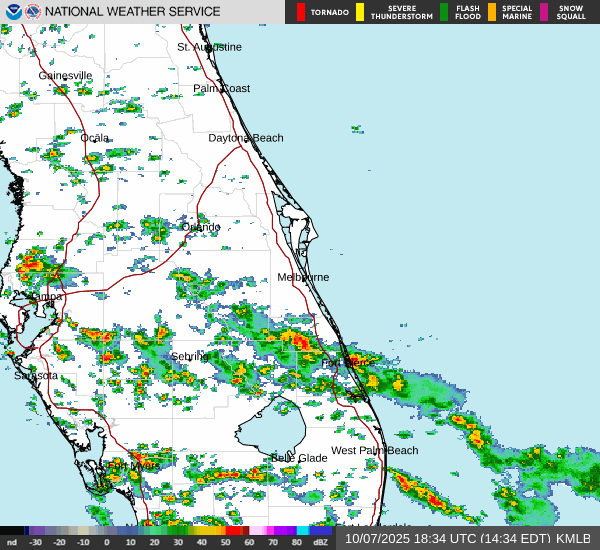 NATIONAL WEATHER SERVICE
TORNADO
SEVERE
THUNDERSTORM
FLASH
FLOOD
SPECIAL
MARINE
SNOW
SQUALL
St. Augustine
Gainesville
Palm Coast
Ocala
Daytona Beach
Orlando
Melbourne
Tampa
Sebring
Fort Pierce
Sarasota
West Palm Beach
Belle Glade
Fort Myers
nd -30 -20 -10 0 10 20 30 40 50 60 70 80 dBZ
10/07/2025 18:34 UTC (14:34 EDT) KMLB